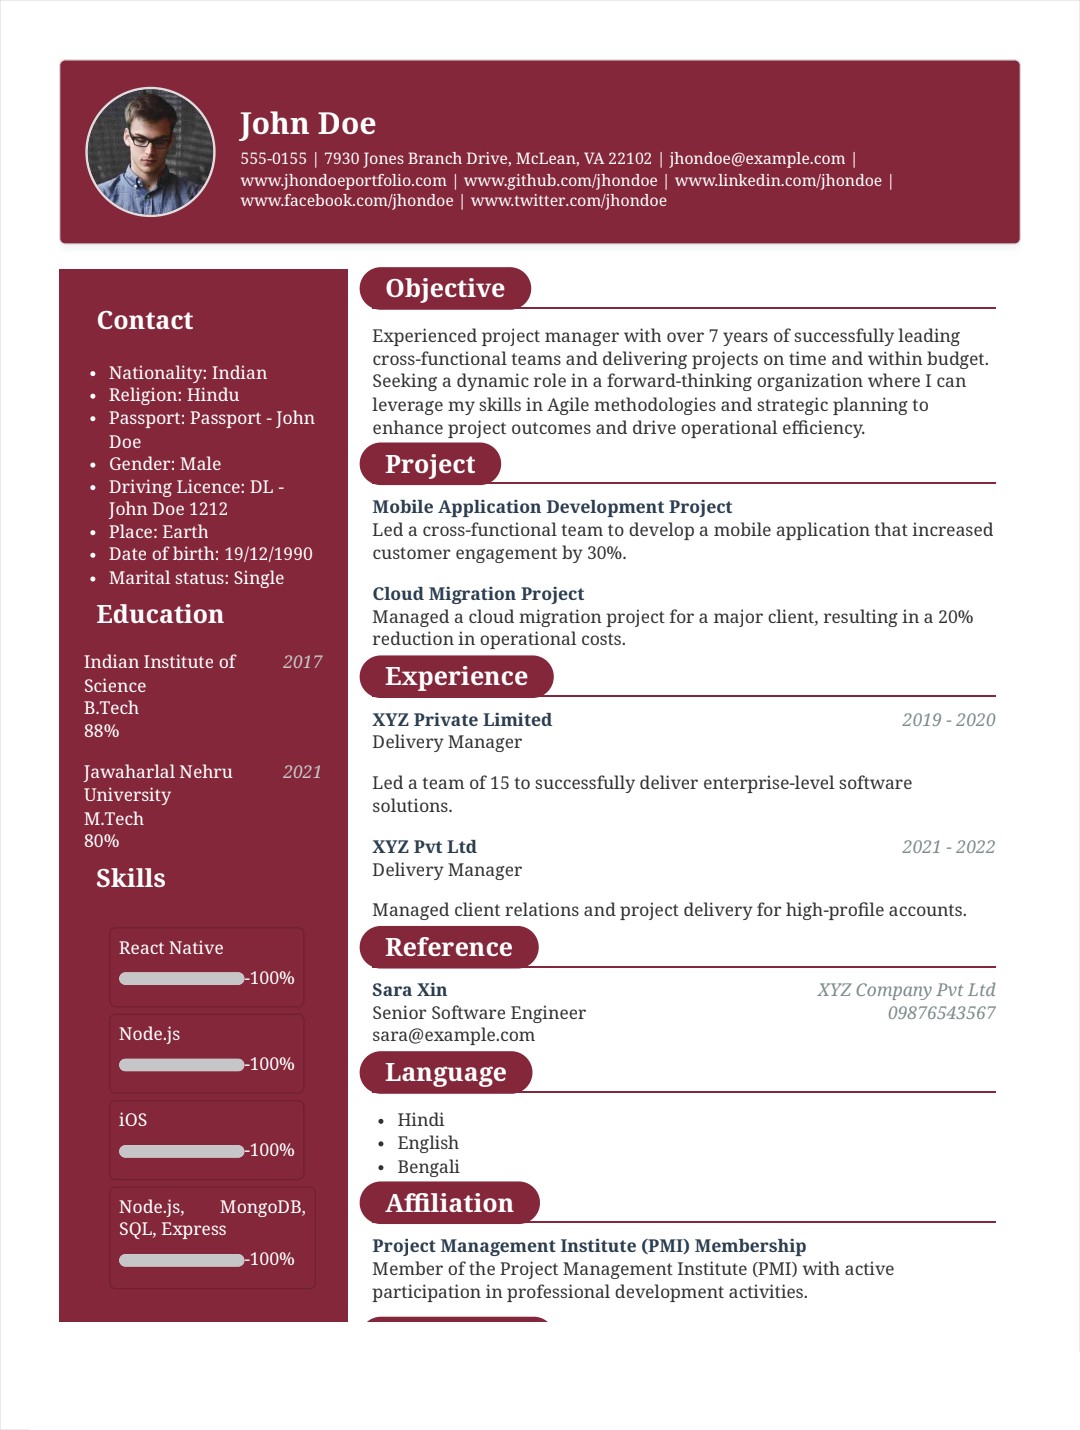 John Doe
555-0155 | 7930 Jones Branch Drive, McLean, VA 22102 | jhondoe@example.com |
www.jhondoeportfolio.com | www.github.com/jhondoe | www.linkedin.com/jhondoe |
www.facebook.com/jhondoe | www.twitter.com/jhondoe
Contact
• Nationality: Indian
• Religion: Hindu
• Passport: Passport - John
Doe
• Gender: Male
• Driving Licence: DL -
John Doe 1212
• Place: Earth
• Date of birth: 19/12/1990
• Marital status: Single
Education
Indian Institute of 2017
Science
B.Tech
88%
Jawaharlal Nehru 2021
University
M.Tech
80%
Skills
React Native
-100%
Node.js
-100%
iOS
-100%
Node.js, MongoDB,
SQL, Express
-100%
Objective
Experienced project manager with over 7 years of successfully leading
cross-functional teams and delivering projects on time and within budget.
Seeking a dynamic role in a forward-thinking organization where I can
leverage my skills in Agile methodologies and strategic planning to
enhance project outcomes and drive operational efficiency.
Project
Mobile Application Development Project
Led a cross-functional team to develop a mobile application that increased
customer engagement by 30%.
Cloud Migration Project
Managed a cloud migration project for a major client, resulting in a 20%
reduction in operational costs.
Experience
XYZ Private Limited 2019 - 2020
Delivery Manager
Led a team of 15 to successfully deliver enterprise-level software
solutions.
XYZ Pvt Ltd 2021 - 2022
Delivery Manager
Managed client relations and project delivery for high-profile accounts.
Reference
Sara Xin XYZ Company Pvt Ltd
Senior Software Engineer 09876543567
sara@example.com
Language
• Hindi
• English
• Bengali
Affiliation
Project Management Institute (PMI) Membership
Member of the Project Management Institute (PMI) with active
participation in professional development activities.